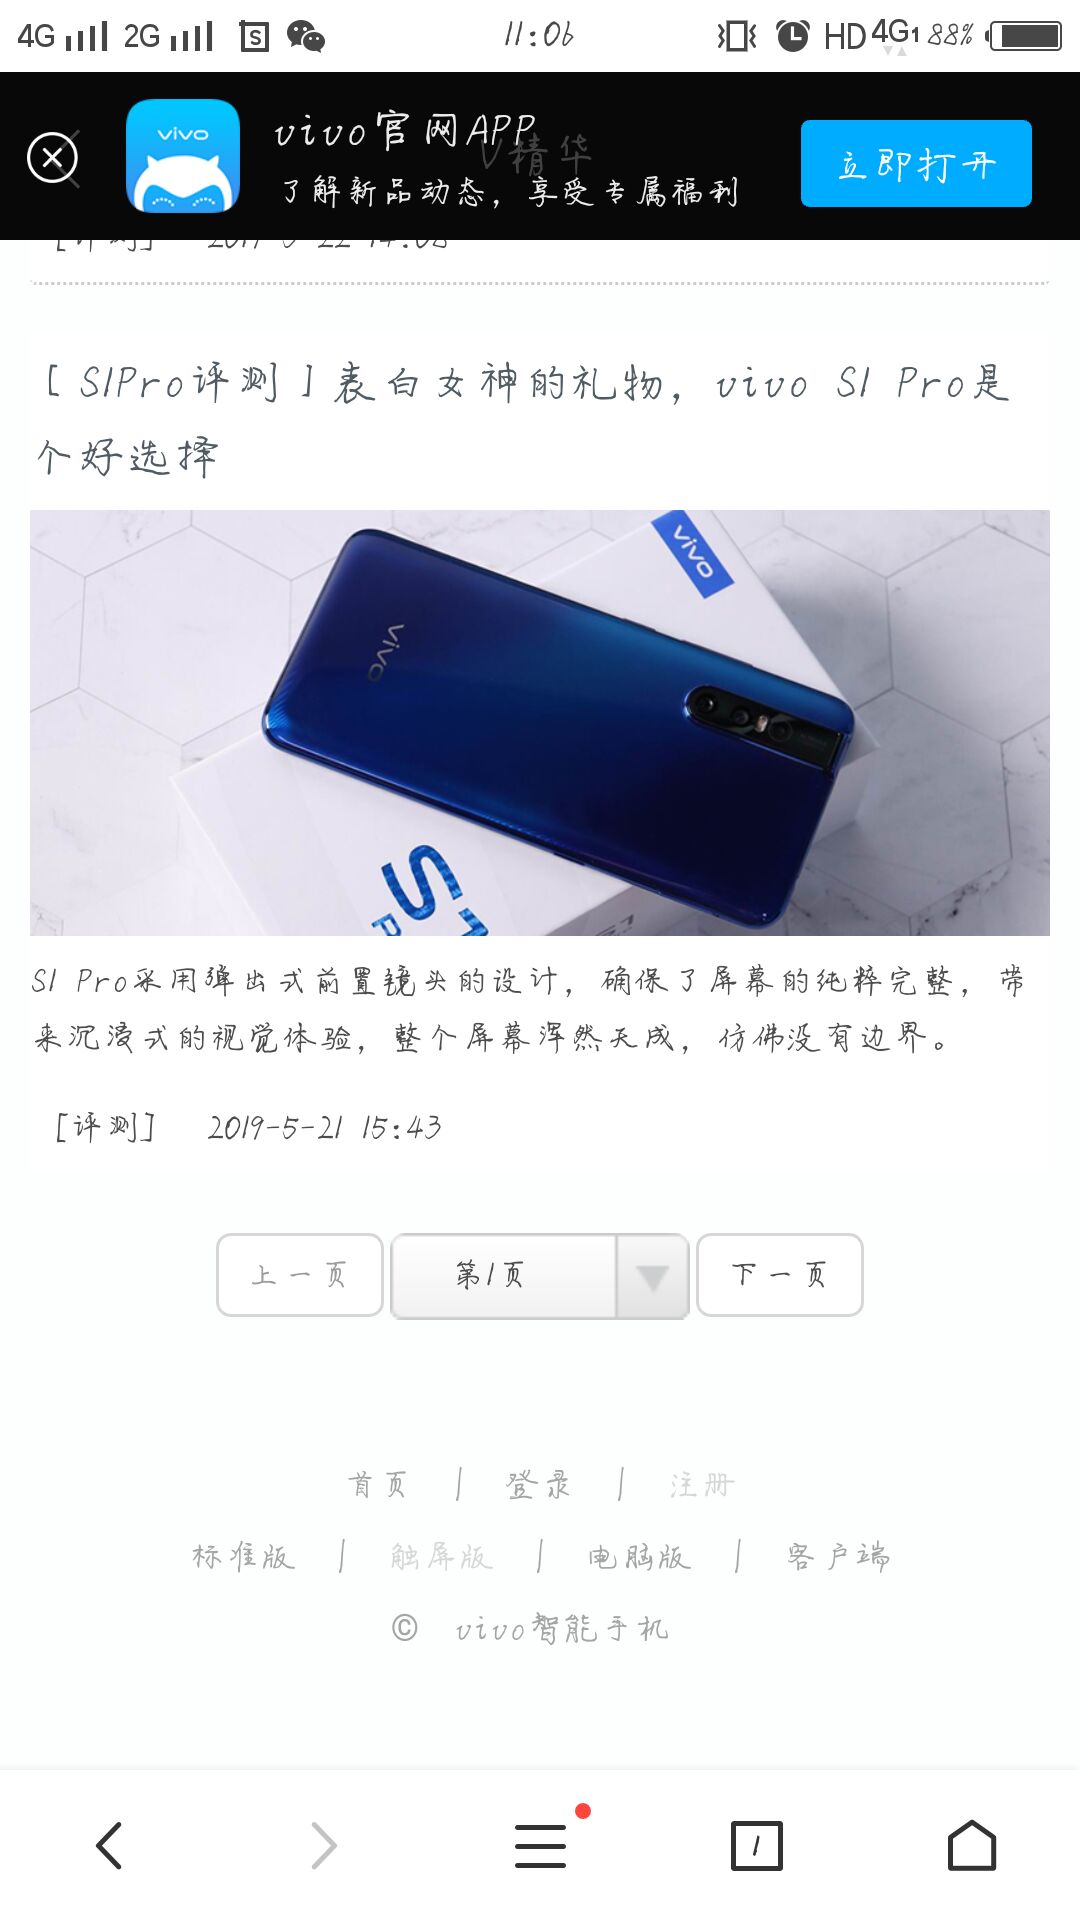 4G 2G 11:06 HD 4G1 88%
vivo
vivo官网APP
V精华
了解新品动态，享受专属福利
立即打开
[评测] 2019-5-22 14:08
[S1Pro评测]表白女神的礼物，vivo S1 Pro是
个好选择
vivo
vivo
S1
P
S1 Pro采用弹出式前置镜头的设计，确保了屏幕的纯粹完整，带
来沉浸式的视觉体验，整个屏幕浑然天成，仿佛没有边界。
[评测] 2019-5-21 15:43
上一页 第1页 下一页
首页 | 登录 | 注册
标准版 | 触屏版 | 电脑版 | 客户端
© vivo智能手机
1